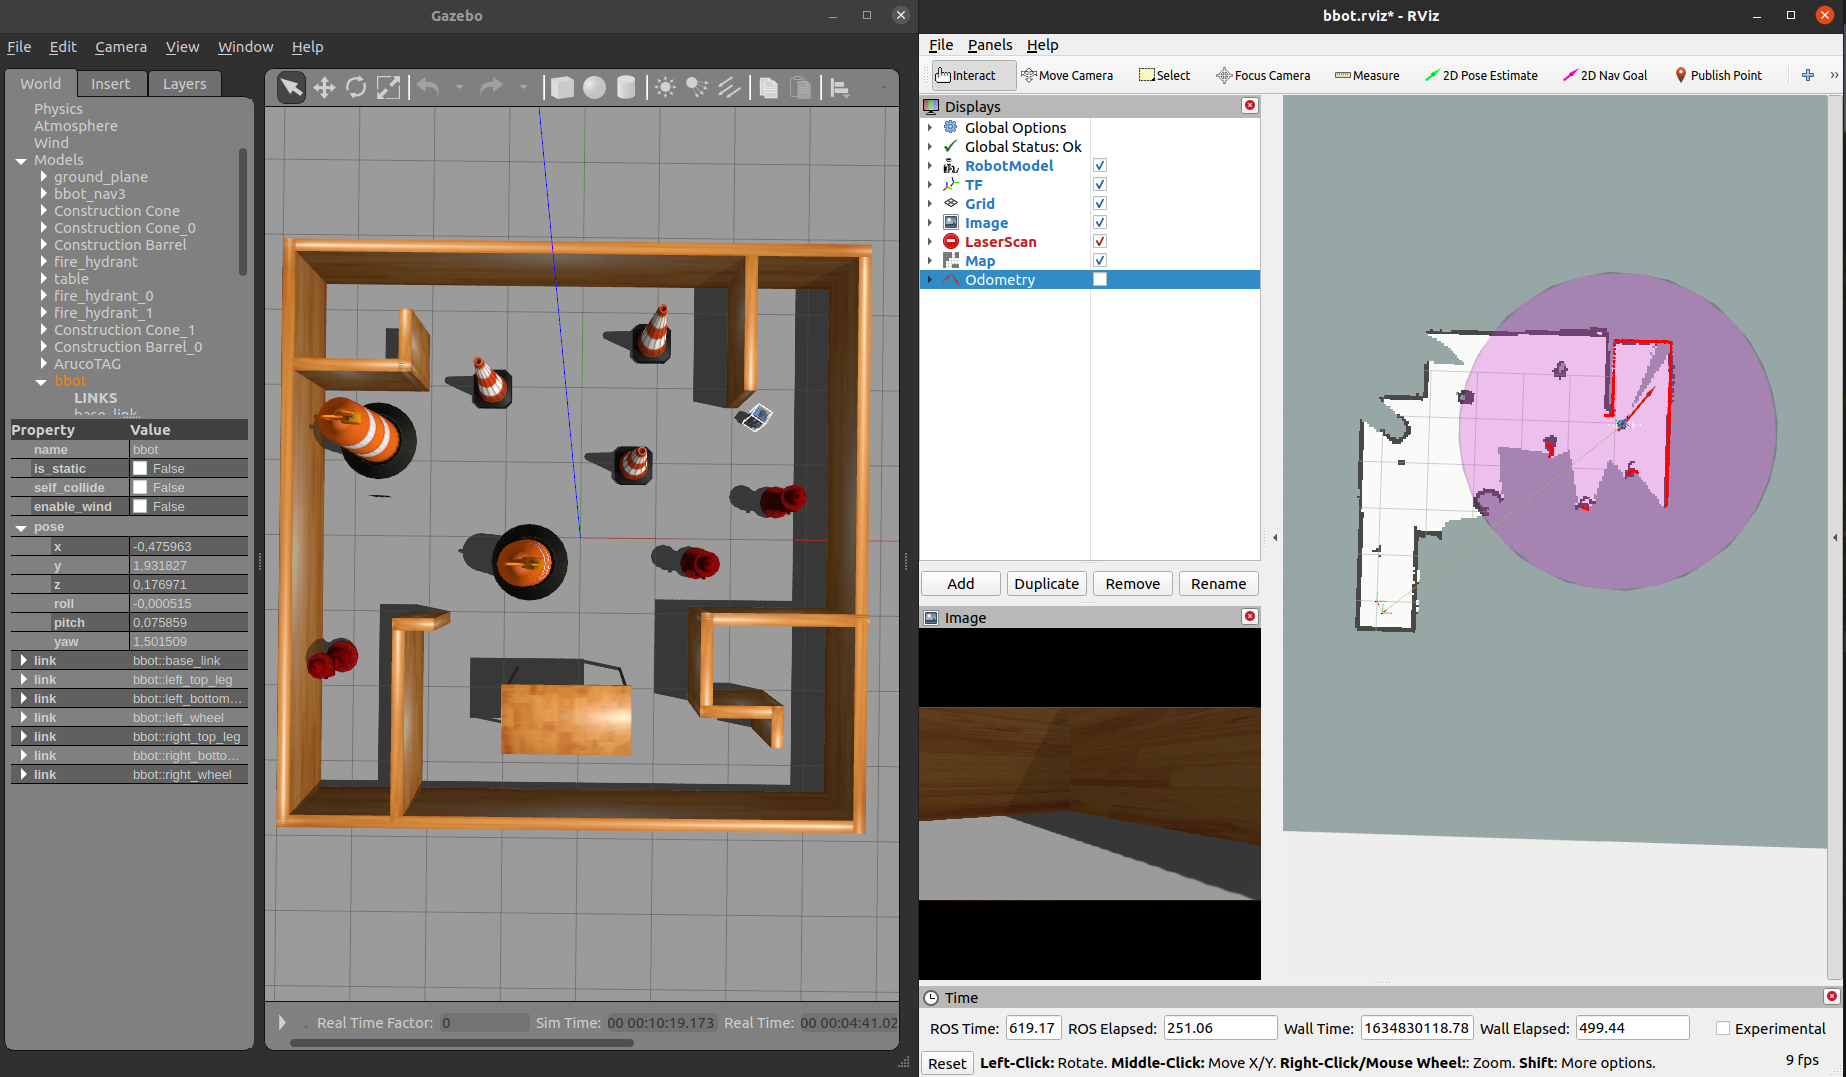 Gazebo
File Edit Camera View Window Help
World Insert Layers
Physics
Atmosphere
Wind
Models
ground_plane
bbot_nav3
Construction Cone
Construction Cone_0
Construction Barrel
fire_hydrant
table
fire_hydrant_0
fire_hydrant_1
Construction Cone_1
Construction Barrel_0
ArucoTAG
bbot
LINKS
base_link
Property Value
name bbot
is_static False
self_collide False
enable_wind False
pose
x -0,475963
y 1,931827
z 0,176971
roll -0,000515
pitch 0,075859
yaw 1,501509
link bbot::base_link
link bbot::left_top_leg
link bbot::left_bottom...
link bbot::left_wheel
link bbot::right_top_leg
link bbot::right_botto...
link bbot::right_wheel
Real Time Factor: 0 Sim Time: 00 00:10:19.173 Real Time: 00 00:04:41.02
bbot.rviz* - RViz
File Panels Help
Interact Move Camera Select Focus Camera Measure 2D Pose Estimate 2D Nav Goal Publish Point
Displays
Global Options
Global Status: Ok
RobotModel
TF
Grid
Image
LaserScan
Map
Odometry
Add Duplicate Remove Rename
Image
Time
ROS Time: 619.17 ROS Elapsed: 251.06 Wall Time: 1634830118.78 Wall Elapsed: 499.44 Experimental
Reset Left-Click: Rotate. Middle-Click: Move X/Y. Right-Click/Mouse Wheel:: Zoom. Shift: More options. 9 fps